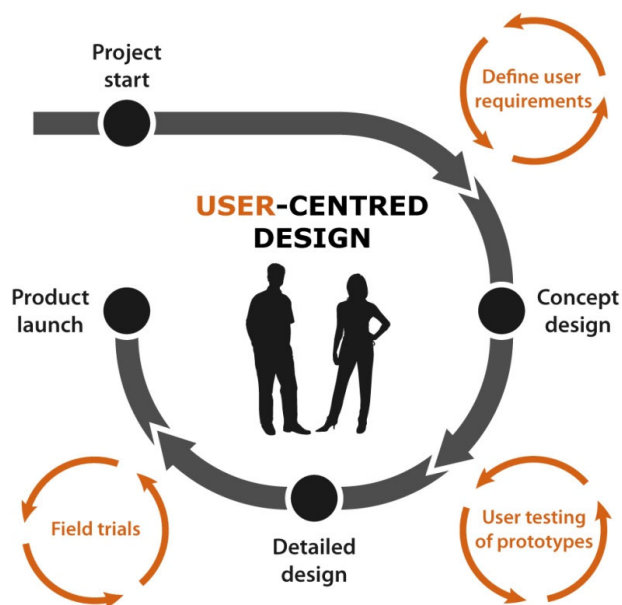 Project
start
Define user
requirements
USER-CENTRED
DESIGN
Product
launch
Concept
design
Field trials
User testing
of prototypes
Detailed
design